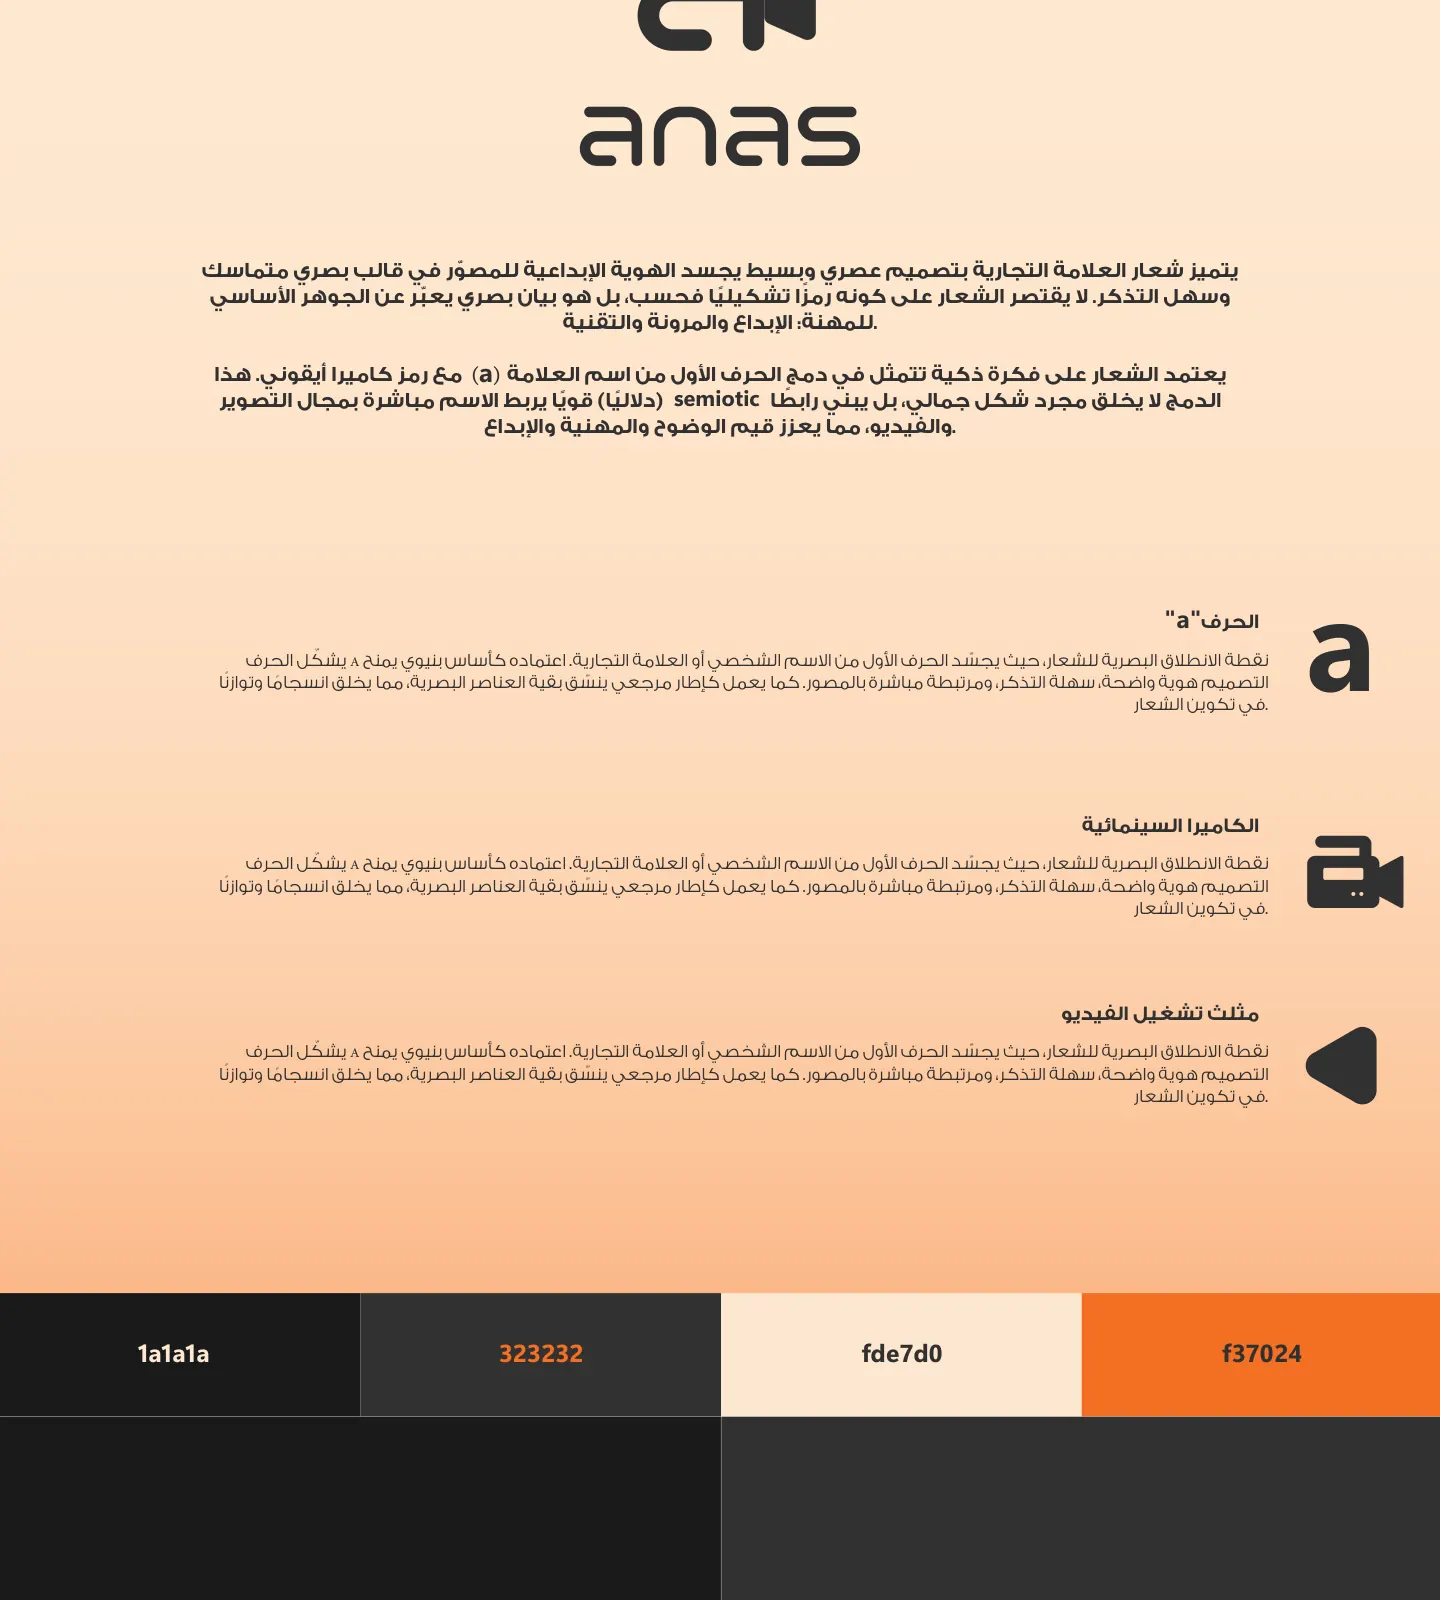 anas
يتميز شعار العلامة التجارية بتصميم عصري وبسيط يجسد الهوية الإبداعية للمصوّر في قالب بصري متماسك
وسهل التذكر. لا يقتصر الشعار على كونه رمزًا تشكيليًا فحسب، بل هو بيان بصري يعبّر عن الجوهر الأساسي
للمهنة: الإبداع والمرونة والتقنية.
يعتمد الشعار على فكرة ذكية تتمثل في دمج الحرف الأول من اسم العلامة (a) مع رمز كاميرا أيقوني. هذا
الدمج لا يخلق مجرد شكل جمالي، بل يبني رابطًا semiotic (دلاليًا) قويًا يربط الاسم مباشرة بمجال التصوير
والفيديو، مما يعزز قيم الوضوح والمهنية والإبداع.
الحرف"a"
a
نقطة الانطلاق البصرية للشعار، حيث يجسّد الحرف الأول من الاسم الشخصي أو العلامة التجارية. اعتماده كأساس بنيوي يمنح A يشكّل الحرف
التصميم هوية واضحة، سهلة التذكر، ومرتبطة مباشرة بالمصور. كما يعمل كإطار مرجعي ينسّق بقية العناصر البصرية، مما يخلق انسجامًا وتوازنًا
في تكوين الشعار.
الكاميرا السينمائية
نقطة الانطلاق البصرية للشعار، حيث يجسّد الحرف الأول من الاسم الشخصي أو العلامة التجارية. اعتماده كأساس بنيوي يمنح A يشكّل الحرف
التصميم هوية واضحة، سهلة التذكر، ومرتبطة مباشرة بالمصور. كما يعمل كإطار مرجعي ينسّق بقية العناصر البصرية، مما يخلق انسجامًا وتوازنًا
في تكوين الشعار.
مثلث تشغيل الفيديو
نقطة الانطلاق البصرية للشعار، حيث يجسّد الحرف الأول من الاسم الشخصي أو العلامة التجارية. اعتماده كأساس بنيوي يمنح A يشكّل الحرف
التصميم هوية واضحة، سهلة التذكر، ومرتبطة مباشرة بالمصور. كما يعمل كإطار مرجعي ينسّق بقية العناصر البصرية، مما يخلق انسجامًا وتوازنًا
في تكوين الشعار.
1a1a1a
323232
fde7d0
f37024